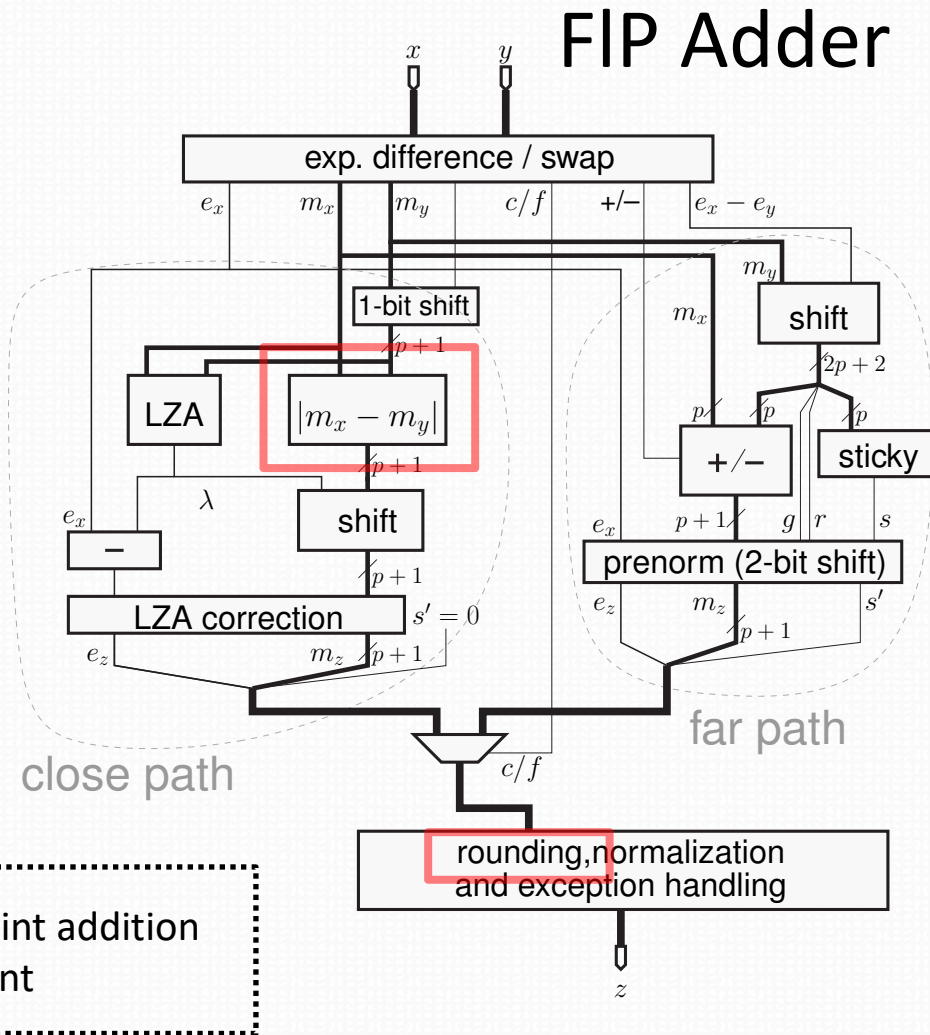 FlP Adder
x y
exp. difference / swap
e_x m_x m_y c/f +/− e_x − e_y
m_y
1-bit shift
m_x
shift
p + 1
2p + 2
LZA
|m_x − m_y|
p p p
+/−
sticky
p + 1
λ
shift
e_x
e_x p + 1 g r s
−
prenorm (2-bit shift)
p + 1
LZA correction
s′ = 0
e_z m_z s′
p + 1
e_z m_z p + 1
far path
close path
c/f
rounding,normalization
and exception handling
int addition
nt
z